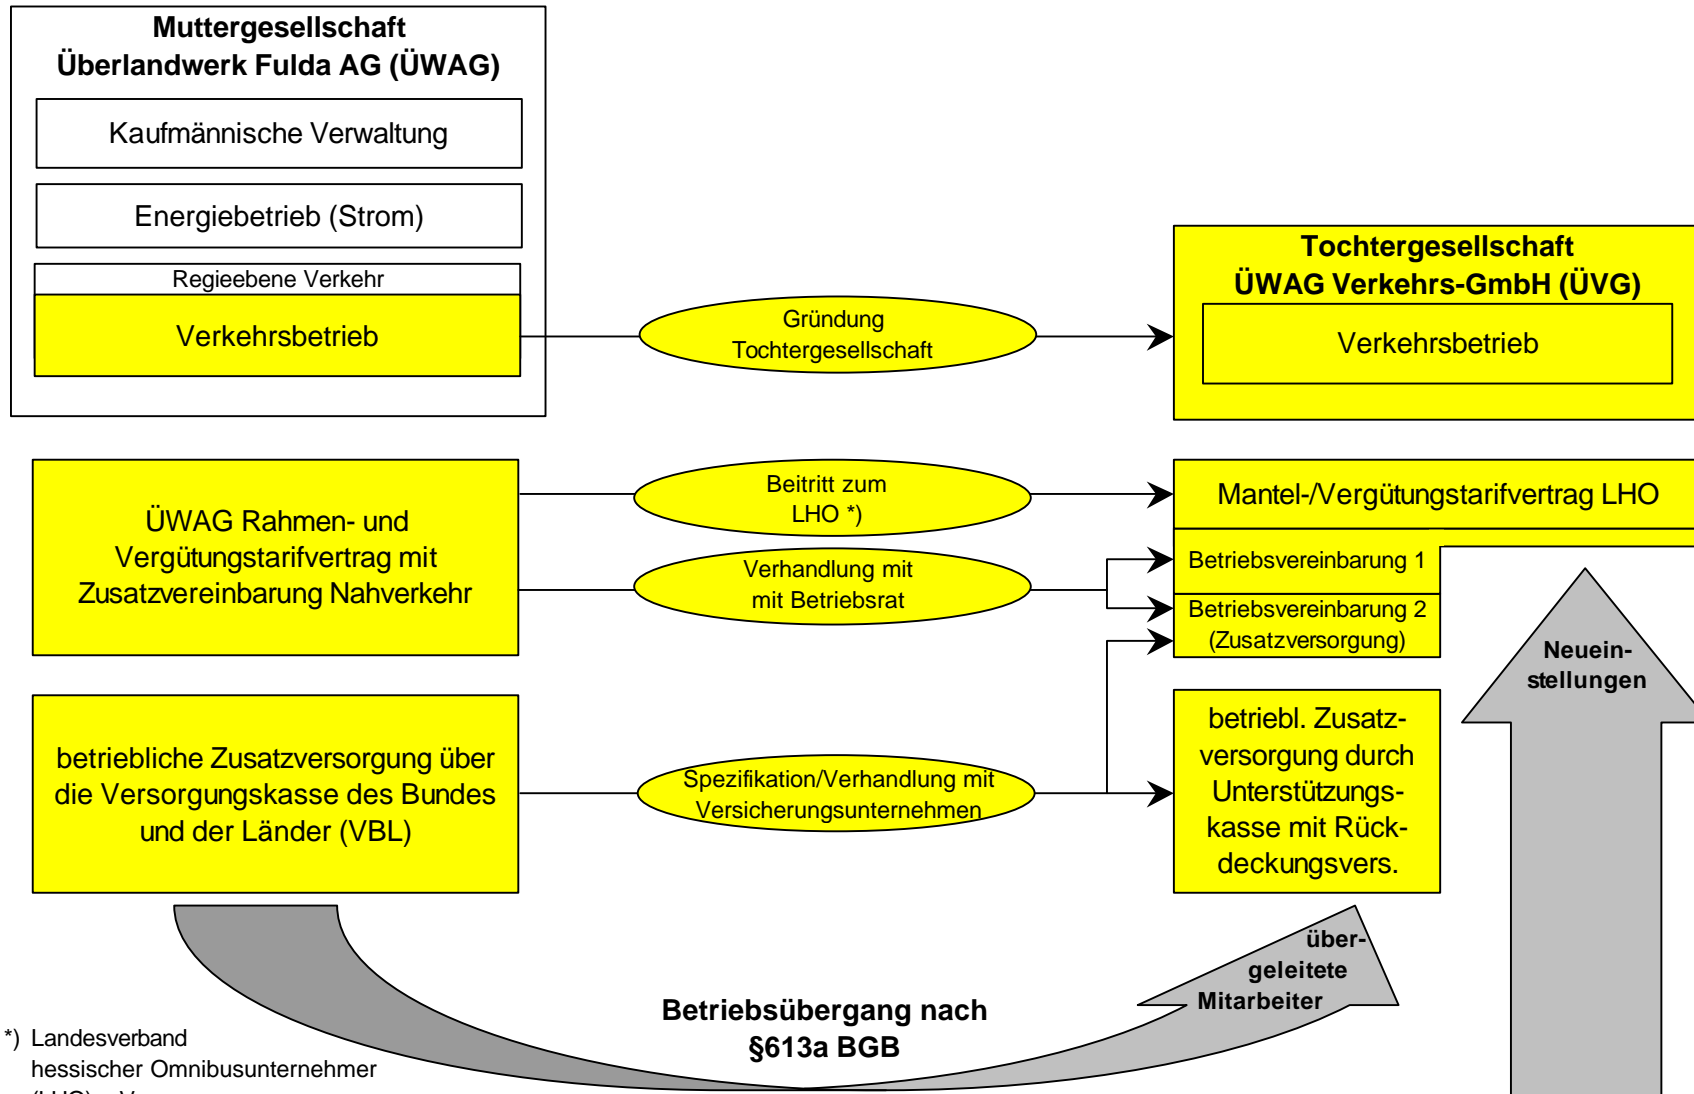 Muttergesellschaft
Überlandwerk Fulda AG (ÜWAG)
Kaufmännische Verwaltung
Energiebetrieb (Strom)
Regieebene Verkehr
Verkehrsbetrieb
Gründung
Tochtergesellschaft
Tochtergesellschaft
ÜWAG Verkehrs-GmbH (ÜVG)
Verkehrsbetrieb
ÜWAG Rahmen- und
Vergütungstarifvertrag mit
Zusatzvereinbarung Nahverkehr
Beitritt zum
LHO *)
Verhandlung mit
mit Betriebsrat
Mantel-/Vergütungstarifvertrag LHO
Betriebsvereinbarung 1
Betriebsvereinbarung 2
(Zusatzversorgung)
Neuein-
stellungen
betriebliche Zusatzversorgung über
die Versorgungskasse des Bundes
und der Länder (VBL)
Spezifikation/Verhandlung mit
Versicherungsunternehmen
betriebl. Zusatz-
versorgung durch
Unterstützungs-
kasse mit Rück-
deckungsvers.
über-
geleitete
Mitarbeiter
Betriebsübergang nach
§613a BGB
*) Landesverband
hessischer Omnibusunternehmer